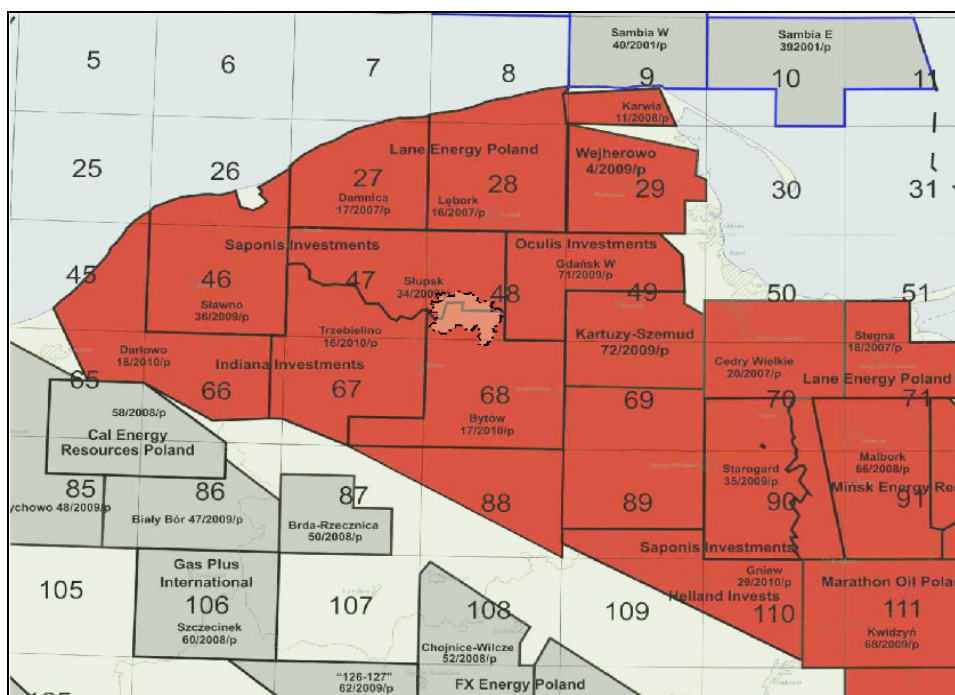 Sambia W
40/2001/p
Sambia E
392001/p
5
6
7
8
9
10
11
Karwia
11/2008/p
Lane Energy Poland
Wejherowo
4/2009/p
25
26
27
28
29
30
31
Damnica
17/2007/p
Lębork
16/2007/p
Saponis Investments
Oculis Investments
Gdańsk W
71/2009/p
45
46
47
48
49
50
51
Słupsk
34/2009/p
Sławno
36/2009/p
Trzebielino
16/2010/p
Kartuzy-Szemud
72/2009/p
Stegna
18/2007/p
Darłowo
18/2010/p
Indiana Investments
Cedry Wielkie
20/2007/p
Lane Energy Poland
65
66
67
68
69
70
71
58/2008/p
Bytów
17/2010/p
Cal Energy
Resources Poland
Starogard
35/2009/p
Malbork
66/2008/p
Mińsk Energy Res
85
86
87
88
89
90
91
ychowo 48/2009/p
Biały Bór 47/2009/p
Brda-Rzecznica
50/2008/p
Saponis Investments
Gas Plus
International
Gniew
29/2010/p
Helland Invests
Marathon Oil Pola
105
106
107
108
109
110
111
Szczecinek
60/2008/p
Chojnice-Wilcze
52/2008/p
Kwidzyń
68/2009/p
"126-127"
62/2009/p
FX Energy Poland